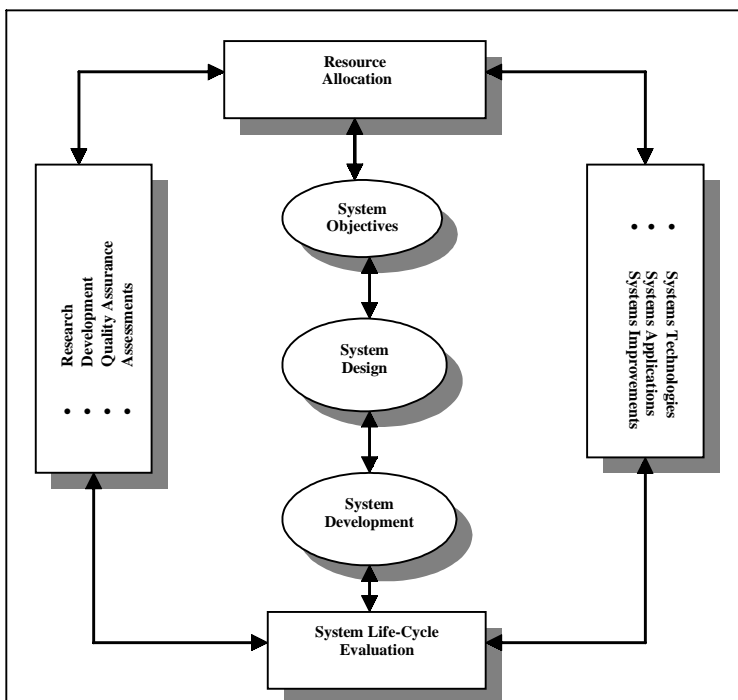 Resource
Allocation
System
Objectives
• Research
• Development
• Quality Assurance
• Assessments
• Systems Technologies
• Systems Applications
• Systems Improvements
System
Design
System
Development
System Life-Cycle
Evaluation